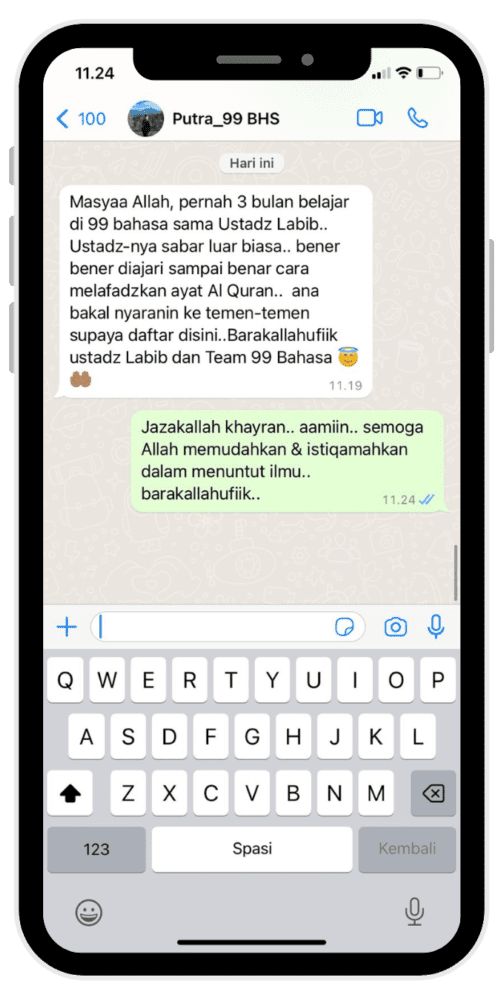 11.24
100
Putra_99 BHS
Hari ini
Masyaa Allah, pernah 3 bulan belajar
di 99 bahasa sama Ustadz Labib..
Ustadz-nya sabar luar biasa.. bener
bener diajari sampai benar cara
melafadzkan ayat Al Quran.. ana
bakal nyaranin ke temen-temen
supaya daftar disini..Barakallahufiik
ustadz Labib dan Team 99 Bahasa 😇
🤲🏽
11.19
Jazakallah khayran.. aamiin.. semoga
Allah memudahkan & istiqamahkan
dalam menuntut ilmu..
barakallahufiik..
11.24
Q W E R T Y U I O P
A S D F G H J K L
Z X C V B N M
123 Spasi Kembali